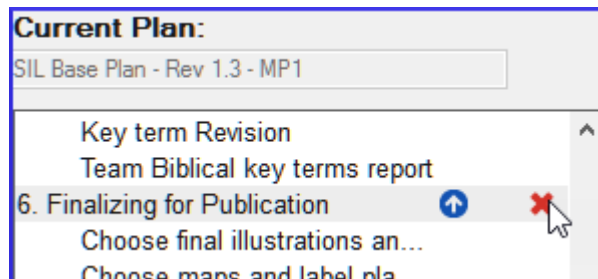 Current Plan:
SIL Base Plan - Rev 1.3 - MP1
Key term Revision
Team Biblical key terms report
6. Finalizing for Publication
Choose final illustrations an...
Choose maps and label pla...